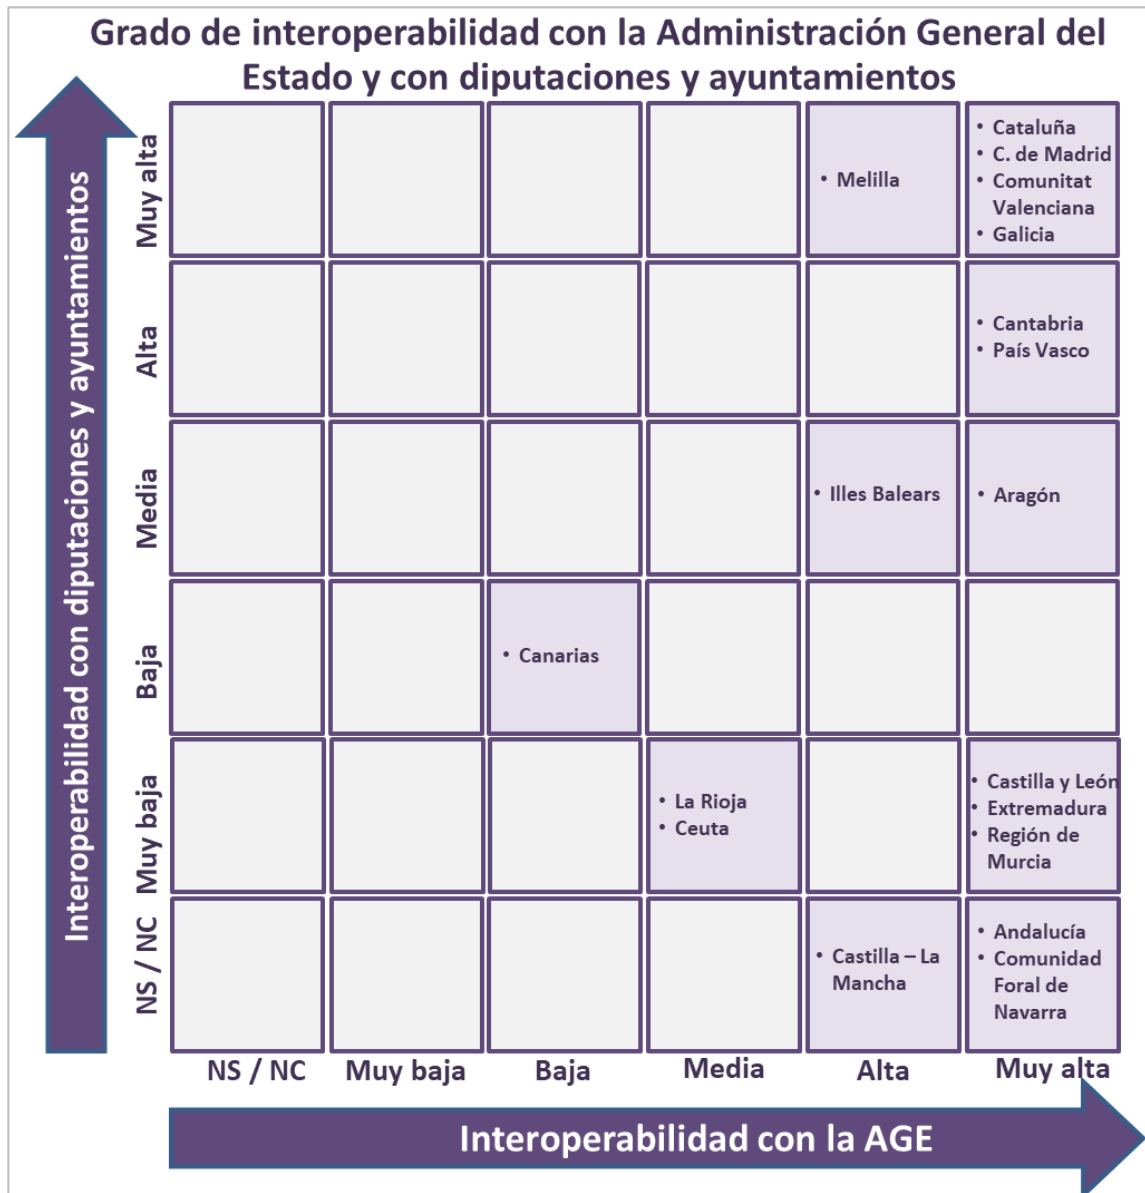 Grado de interoperabilidad con la Administración General del
Estado y con diputaciones y ayuntamientos
Interoperabilidad con diputaciones y ayuntamientos
Muy alta
• Melilla
• Cataluña
• C. de Madrid
• Comunitat
Valenciana
• Galicia
Alta
• Cantabria
• País Vasco
Media
• Illes Balears
• Aragón
Baja
• Canarias
Muy baja
• La Rioja
• Ceuta
• Castilla y León
• Extremadura
• Región de
Murcia
NS / NC
• Castilla – La
Mancha
• Andalucía
• Comunidad
Foral de
Navarra
NS / NC
Muy baja
Baja
Media
Alta
Muy alta
Interoperabilidad con la AGE